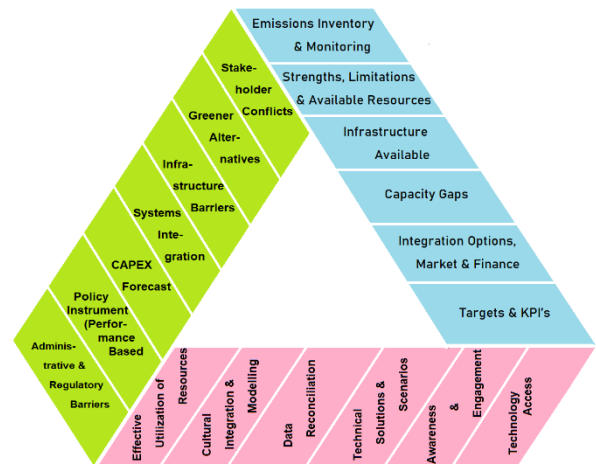 Emissions Inventory
& Monitoring
Strengths, Limitations
& Available Resources
Infrastructure
Available
Capacity Gaps
Integration Options,
Market & Finance
Targets & KPI's
Stake-
holder
Conflicts
Greener
Alter-
natives
Infra-
structure
Barriers
Systems
Inte-
gration
CAPEX
Forecast
Policy
Instrument
(Perfor-
mance
Based
Adminis-
trative &
Regulatory
Barriers
Effective
Utilization of
Resources
Cultural
Integration &
Modelling
Data
Reconciliation
Technical
Solutions &
Scenarios
Awareness
&
Engagement
Technology
Access